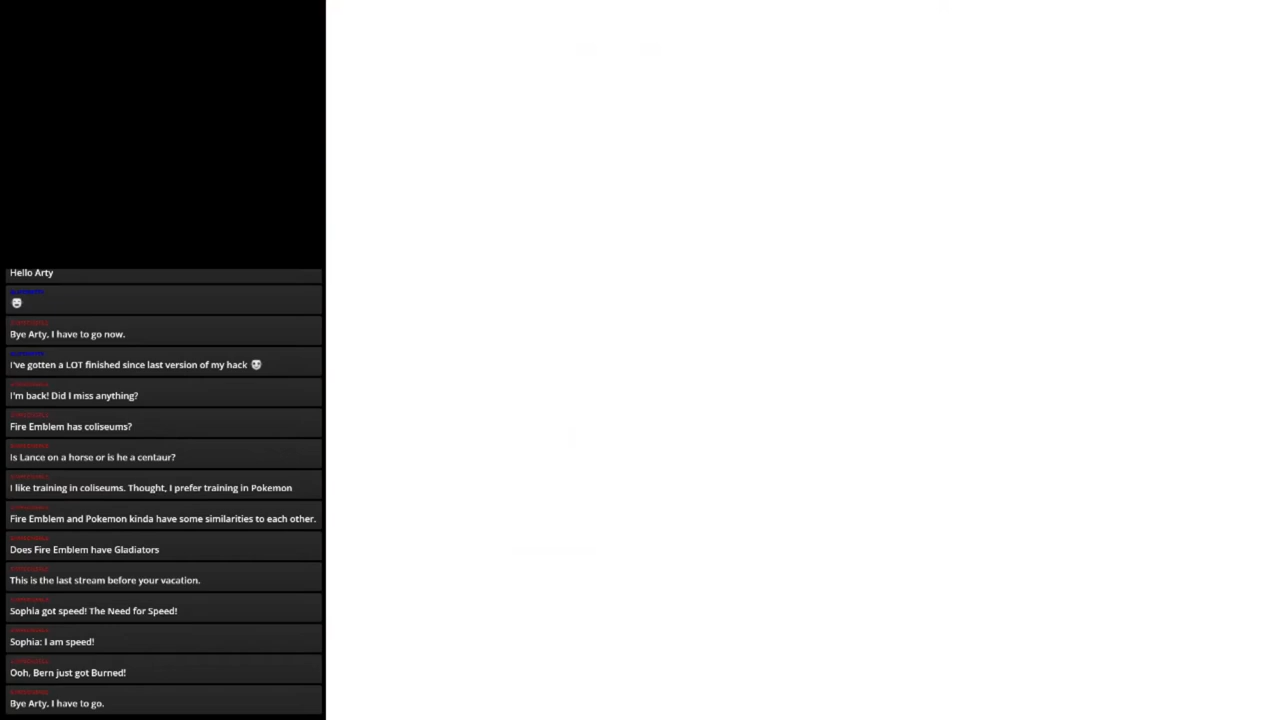 Hello Arty
Bye Arty, I have to go now.
I've gotten a LOT finished since last version of my hack
I'm back! Did I miss anything?
Fire Emblem has coliseums?
Is Lance on a horse or is he a centaur?
I like training in coliseums. Thought, I prefer training in Pokemon
Fire Emblem and Pokemon kinda have some similarities to each other.
Does Fire Emblem have Gladiators
This is the last stream before your vacation.
Sophia got speed! The Need for Speed!
Sophia: I am speed!
Ooh, Bern just got Burned!
Bye Arty, I have to go.